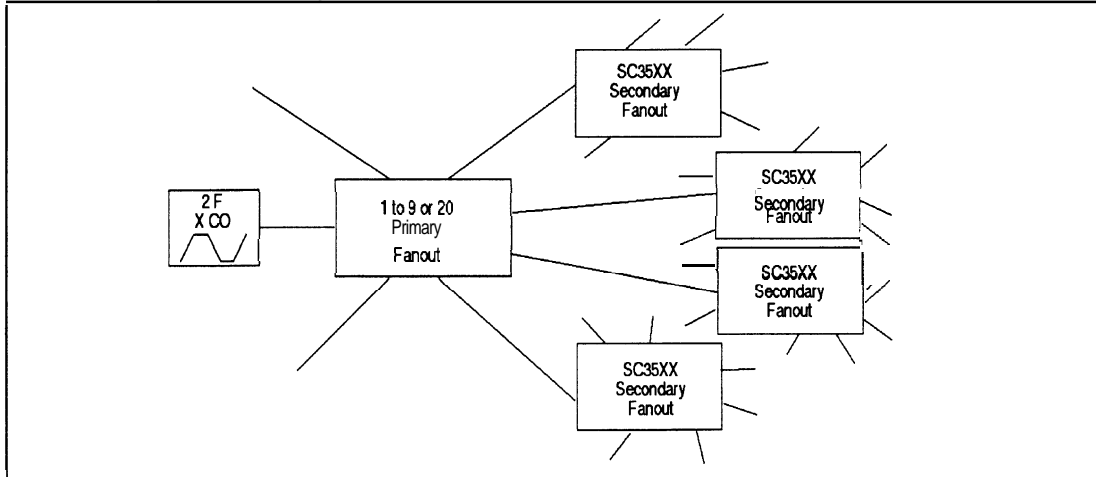 2 F
X CO
1 to 9 or 20
Primary
Fanout
SC35XX
Secondary
Fanout
SC35XX
Secondary
Fanout
SC35XX
Secondary
Fanout
SC35XX
Secondary
Fanout